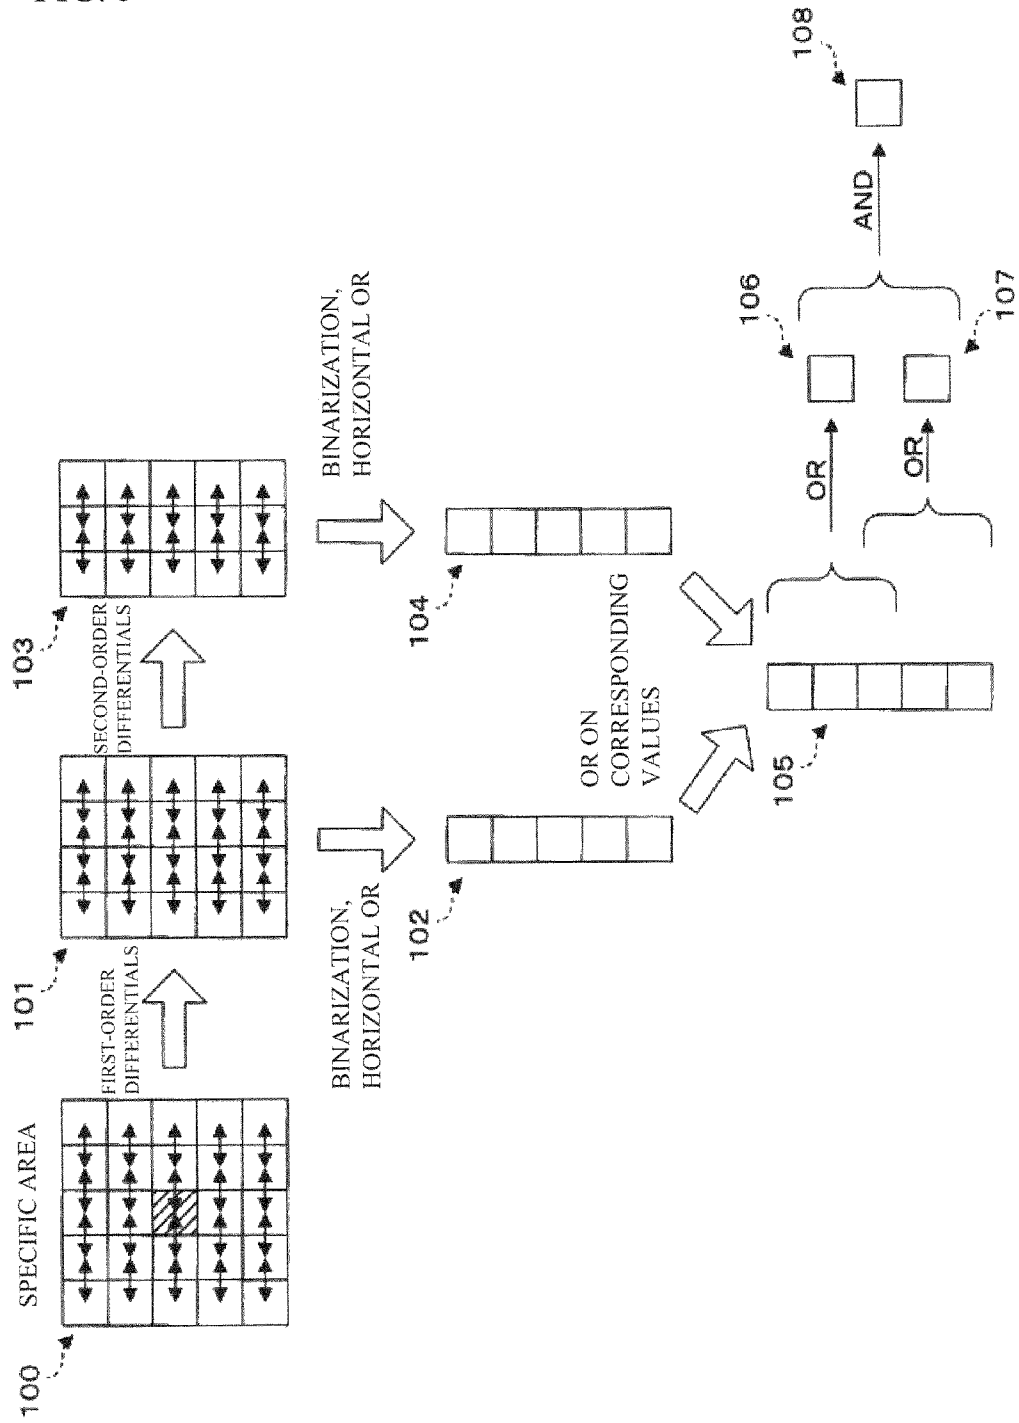 FIG.
100
SPECIFIC AREA
FIRST-ORDER
DIFFERENTIALS
101
SECOND-ORDER
DIFFERENTIALS
103
BINARIZATION,
HORIZONTAL OR
BINARIZATION,
HORIZONTAL OR
102
104
OR ON
CORRESPONDING
VALUES
105
OR
OR
106
107
AND
108